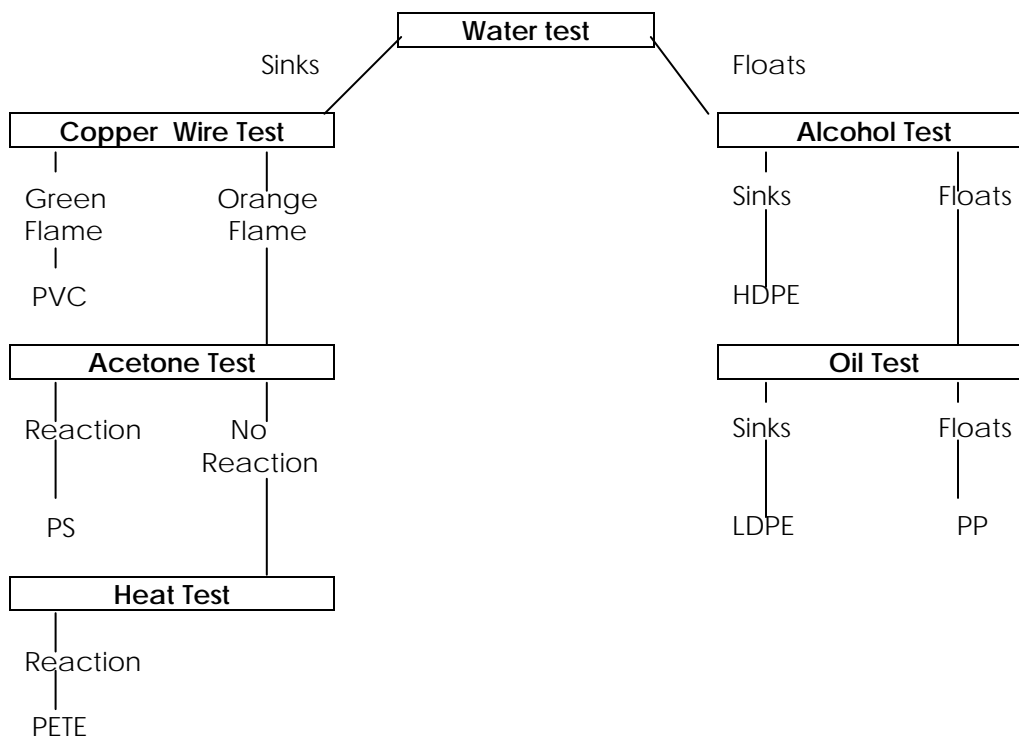 Water test
Sinks
Floats
Copper Wire Test
Alcohol Test
Green
Flame
Orange
Flame
Sinks
Floats
PVC
HDPE
Acetone Test
Oil Test
Reaction
No
Reaction
Sinks
Floats
PS
LDPE
PP
Heat Test
Reaction
PETE